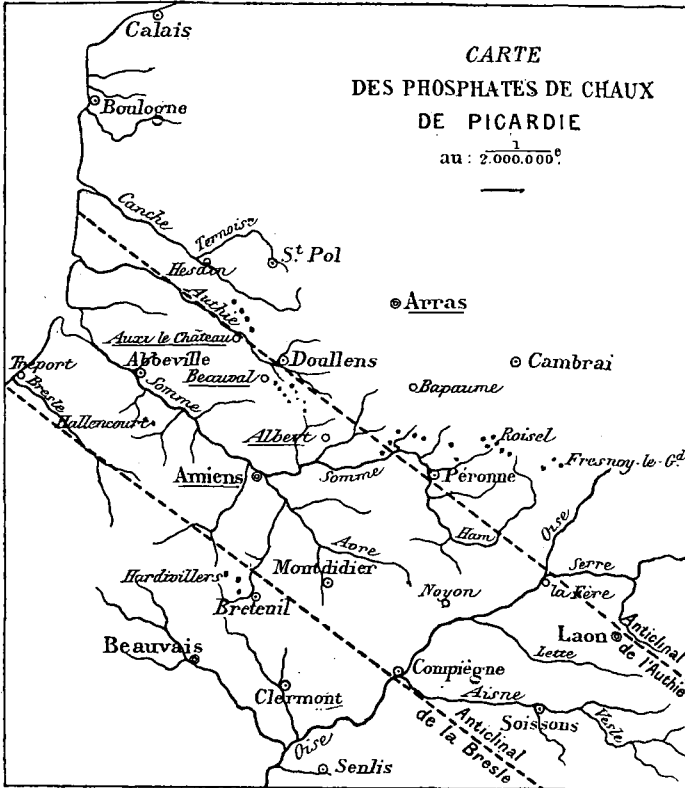 CARTE
DES PHOSPHATES DE CHAUX
DE PICARDIE
au : 1/2.000.000e.
Calais
Boulogne
Canche
Ternoise
St. Pol
Hesdin
Authie
Arras
Auxi le Château
Doullens
Cambrai
Tréport
Abbeville
Beauval
Bapaume
Bresle
Somme
Hallencourt
Albert
Roisel
Fresnoy-le-Gd.
Amiens
Somme
Péronne
Oise
Ham
Avre
Hardivillers
Montdidier
Noyon
Serre
la Fère
Breteuil
Beauvais
Laon
Anticlinal
de l'Authie
Lette
Compiègne
Clermont
Aisne
Soissons
Vesle
Anticlinal
de la Bresle
Oise
Senlis